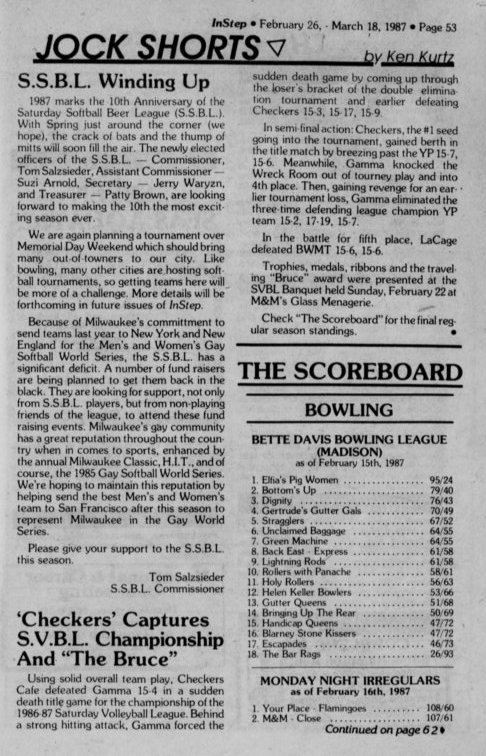 InStep • February 26, - March 18, 1987 • Page 53
JOCK SHORTS
by Ken Kurtz
S.S.B.L. Winding Up
1987 marks the 10th Anniversary of the
Saturday Softball Beer League (S.S.B.L.).
With Spring just around the corner (we
hope), the crack of bats and the thump of
mitts will soon fill the air. The newly elected
officers of the S.S.B.L. — Commissioner,
Tom Salzsieder, Assistant Commissioner —
Suzi Arnold, Secretary — Jerry Waryzn,
and Treasurer — Patty Brown, are looking
forward to making the 10th the most excit-
ing season ever.
We are again planning a tournament over
Memorial Day Weekend which should bring
many out-of-towners to our city. Like
bowling, many other cities are hosting soft-
ball tournaments, so getting teams here will
be more of a challenge. More details will be
forthcoming in future issues of InStep.
Because of Milwaukee's committment to
send teams last year to New York and New
England for the Men's and Women's Gay
Softball World Series, the S.S.B.L. has a
significant deficit. A number of fund raisers
are being planned to get them back in the
black. They are looking for support, not only
from S.S.B.L. players, but from non-playing
friends of the league, to attend these fund
raising events. Milwaukee's gay community
has a great reputation throughout the coun-
try when in comes to sports, enhanced by
the annual Milwaukee Classic, H.I.T., and of
course, the 1985 Gay Softball World Series.
We're hoping to maintain this reputation by
helping send the best Men's and Women's
team to San Francisco after this season to
represent Milwaukee in the Gay World
Series.
Please give your support to the S.S.B.L.
this season.
Tom Salzsieder
S.S.B.L. Commissioner
'Checkers' Captures
S.V.B.L. Championship
And "The Bruce"
Using solid overall team play, Checkers
Cafe defeated Gamma 15-4 in a sudden
death title game for the championship of the
1986-87 Saturday Volleyball League. Behind
a strong hitting attack, Gamma forced the
sudden death game by coming up through
the loser's bracket of the double elimina-
tion tournament and earlier defeating
Checkers 15-3, 15-17, 15-9.
In semi-final action: Checkers, the #1 seed
going into the tournament, gained berth in
the title match by breezing past the YP 15-7,
15-6. Meanwhile, Gamma knocked the
Wreck Room out of tourney play and into
4th place. Then, gaining revenge for an ear-
lier tournament loss, Gamma eliminated the
three-time defending league champion YP
team 15-2, 17-19, 15-7.
In the battle for fifth place, LaCage
defeated BWMT 15-6, 15-6.
Trophies, medals, ribbons and the travel-
ing "Bruce" award were presented at the
SVBL Banquet held Sunday, February 22 at
M&M's Glass Menagerie.
Check "The Scoreboard" for the final reg-
ular season standings. •
THE SCOREBOARD
BOWLING
BETTE DAVIS BOWLING LEAGUE
(MADISON)
as of February 15th, 1987
1. Elfia's Pig Women ................ 95/24
2. Bottom's Up ................ 79/40
3. Dignity ................ 76/43
4. Gertrude's Gutter Gals ................ 70/49
5. Stragglers ................ 67/52
6. Unclaimed Baggage ................ 64/55
7. Green Machine ................ 64/55
8. Back East - Express ................ 61/58
9. Lightning Rods ................ 61/58
10. Rollers with Panache ................ 58/61
11. Holy Rollers ................ 56/63
12. Helen Keller Bowlers ................ 53/66
13. Gutter Queens ................ 51/68
14. Bringing Up The Rear ................ 50/69
15. Handicap Queens ................ 47/72
16. Blarney Stone Kissers ................ 47/72
17. Escapades ................ 46/73
18. The Bar Rags ................ 26/93
MONDAY NIGHT IRREGULARS
as of February 16th, 1987
1. Your Place - Flamingoes ................ 108/60
2. M&M - Close ................ 107/61
Continued on page 62